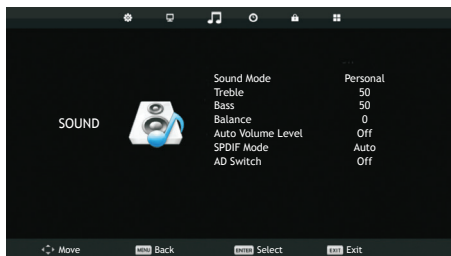 SOUND
Sound Mode Personal
Treble 50
Bass 50
Balance 0
Auto Volume Level Off
SPDIF Mode Auto
AD Switch Off
Move MENU Back ENTER Select EXIT Exit